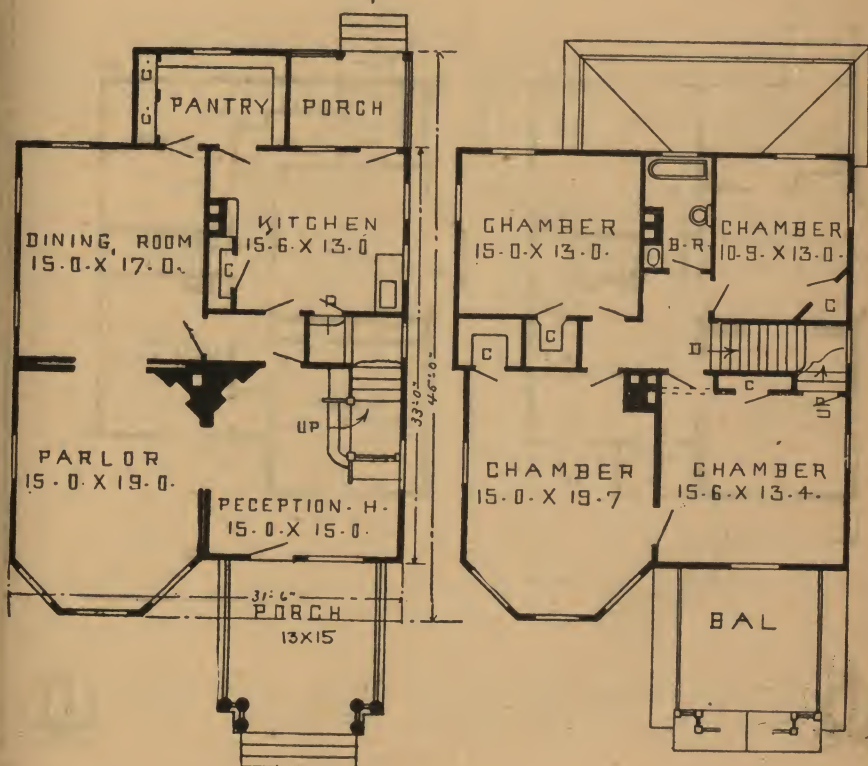 C.
C.
PANTRY
PORCH
DINING ROOM
15.0.X 17.0.
KITCHEN
15.6.X 13.0
C
D
UP
PARLOR
15.0.X 19.0.
RECEPTION.H.
15.0.X 15.0.
33'-0"
46'-0"
31'-6"
PORCH
13X15
CHAMBER
15.0.X 13.0.
B.R.
CHAMBER
10.9.X 13.0.
C
C
C
D
C
UP
CHAMBER
15.0.X 19.7
CHAMBER
15.6.X 13.4.
BAL